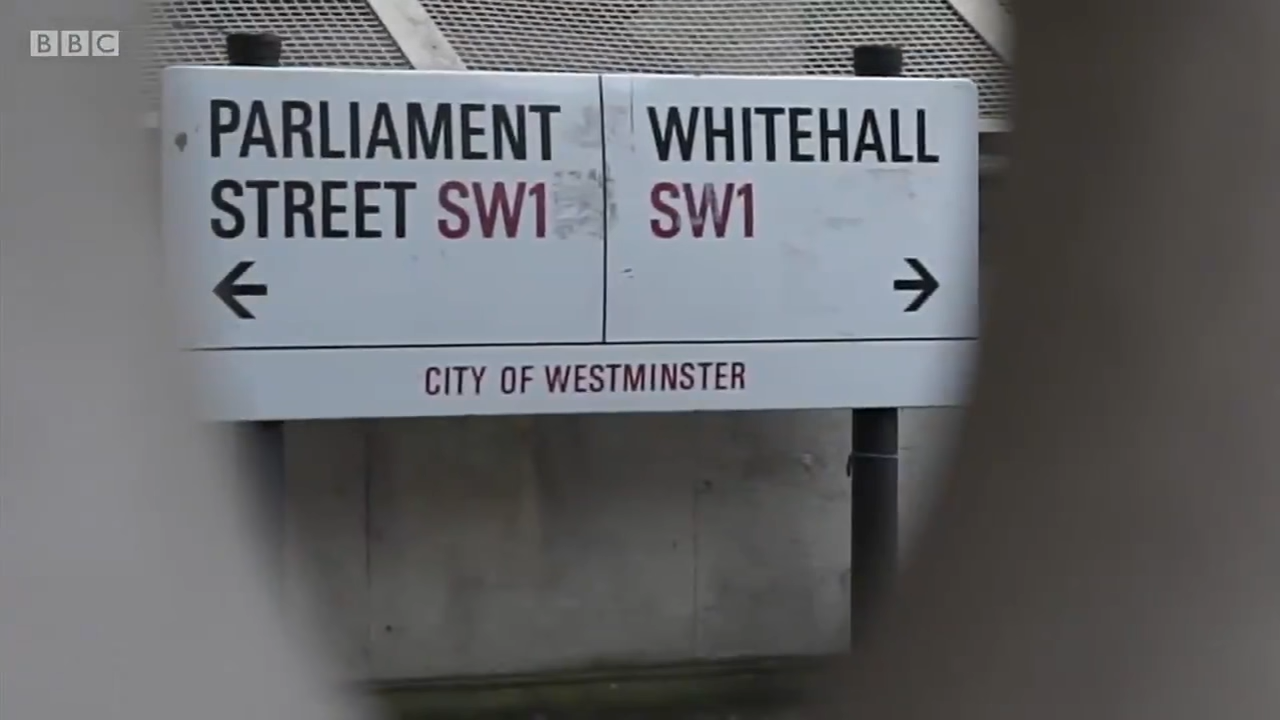 BBC
PARLIAMENT
STREET SW1
←
WHITEHALL
SW1
→
CITY OF WESTMINSTER